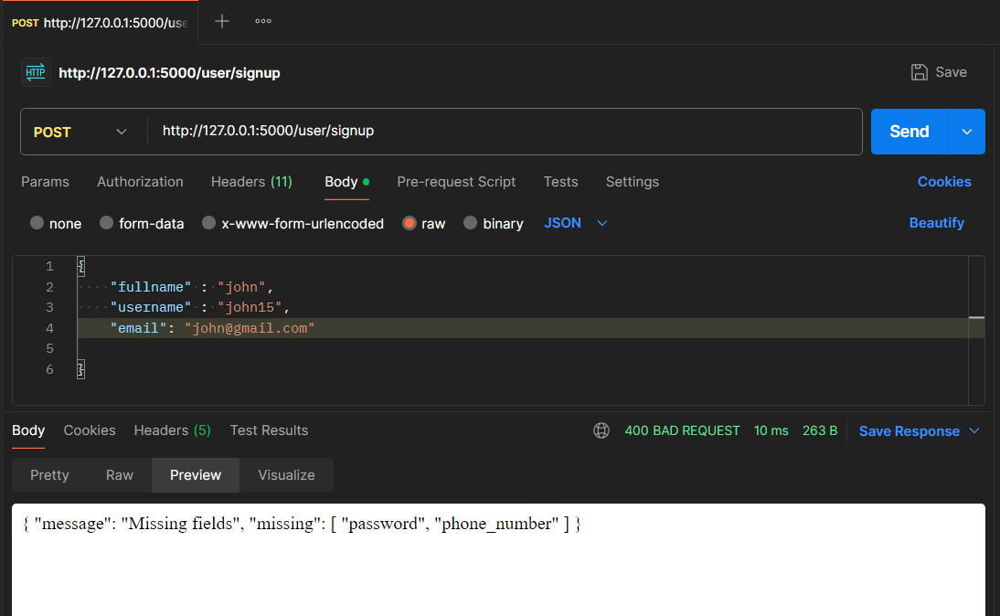 POST http://127.0.0.1:5000/use
HTTP http://127.0.0.1:5000/user/signup Save
POST http://127.0.0.1:5000/user/signup Send
Params Authorization Headers (11) Body Pre-request Script Tests Settings Cookies
none form-data x-www-form-urlencoded raw binary JSON Beautify
1 {
2 "fullname" : "john",
3 "username" : "john15",
4 "email": "john@gmail.com"
5
6 }
Body Cookies Headers (5) Test Results 400 BAD REQUEST 10 ms 263 B Save Response
Pretty Raw Preview Visualize
{ "message": "Missing fields", "missing": [ "password", "phone_number" ] }